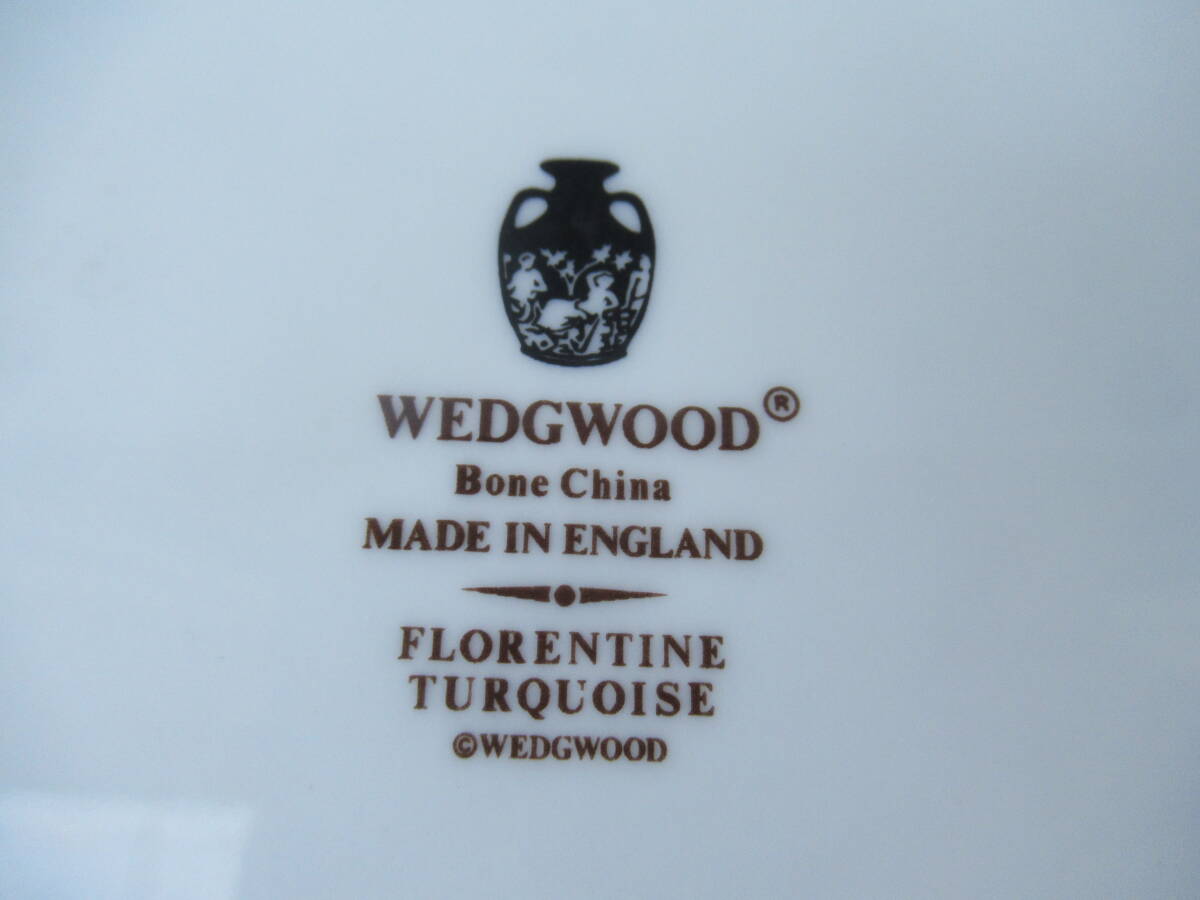 WEDGWOOD®
Bone China
MADE IN ENGLAND
FLORENTINE
TURQUOISE
©WEDGWOOD